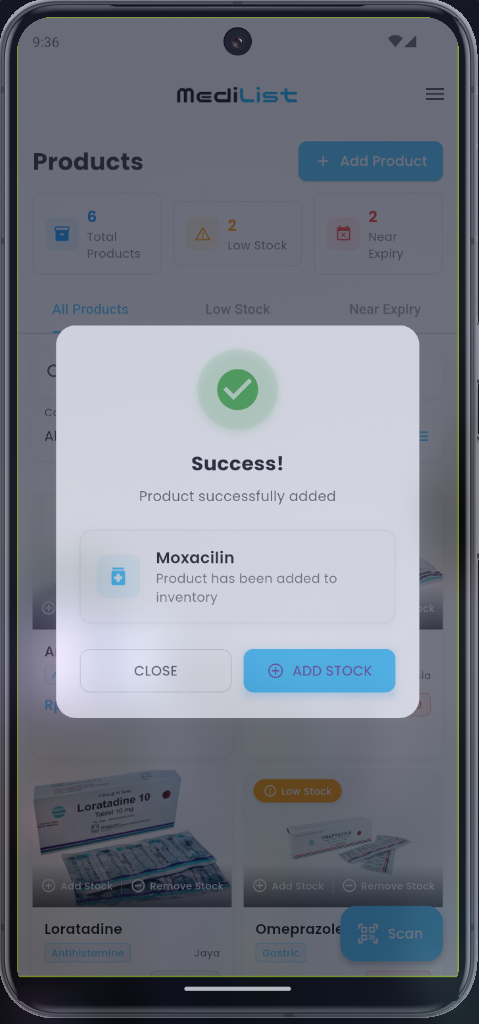 9:36
MediList
Products
+ Add Product
6
Total
Products
2
Low Stock
2
Near
Expiry
All Products
Low Stock
Near Expiry
Success!
Product successfully added
Moxacilin
Product has been added to
inventory
CLOSE
ADD STOCK
Loratadine 10
Tablet 10 mg
Low Stock
OMEPRAZOLE
Add Stock
Remove Stock
Add Stock
Remove Stock
Loratadine
Omeprazole
Antihistamine
Jaya
Gastric
Scan